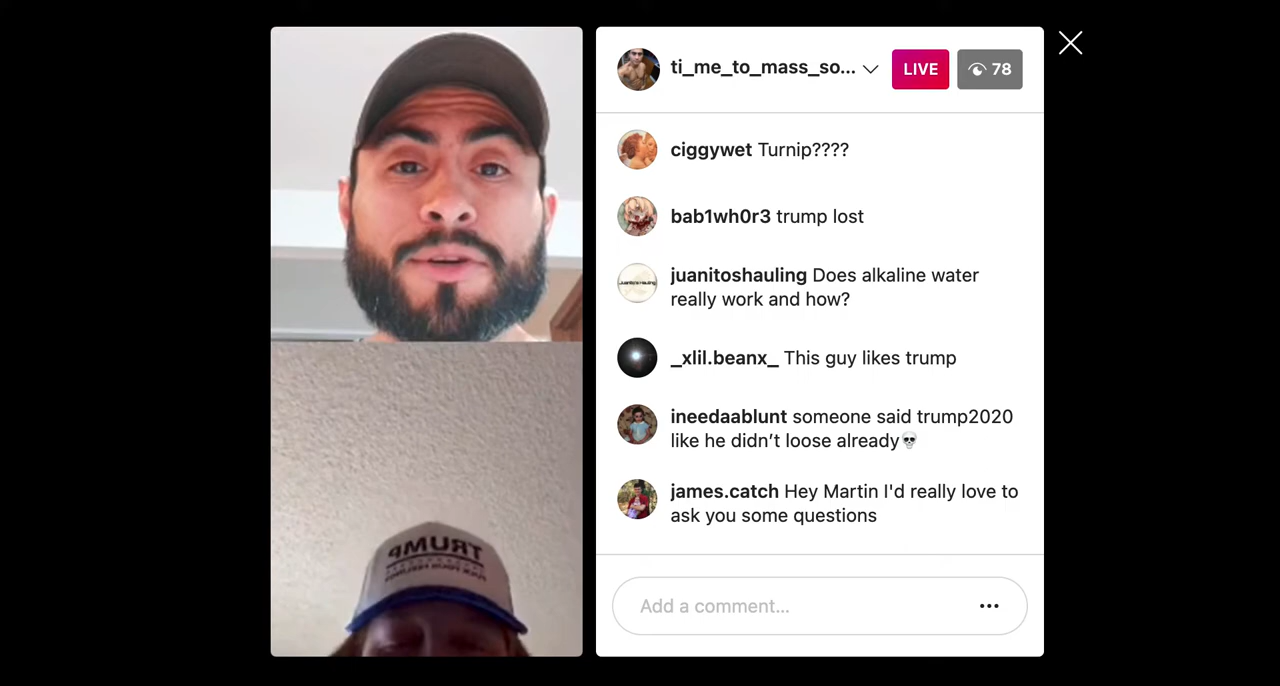 ti_me_to_mass_so...
LIVE
78
ciggywet Turnip????
bab1wh0r3 trump lost
juanitoshauling Does alkaline water
really work and how?
_xlil.beanx_ This guy likes trump
ineedaablunt someone said trump2020
like he didn’t loose already💀
james.catch Hey Martin I'd really love to
ask you some questions
TRUMP
Add a comment...